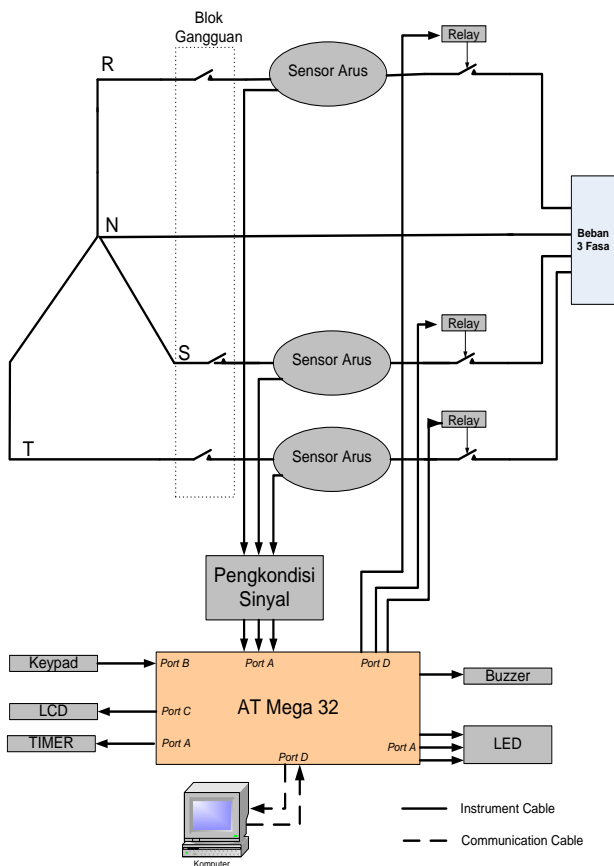 Blok
Gangguan
Relay
R
Sensor Arus
N
Beban
3 Fasa
Relay
S
Sensor Arus
Relay
T
Sensor Arus
Pengkondisi
Sinyal
Keypad
Port B
Port A
Port D
Buzzer
LCD
Port C
AT Mega 32
TIMER
Port A
Port A
LED
Port D
Instrument Cable
Communication Cable
Komputer